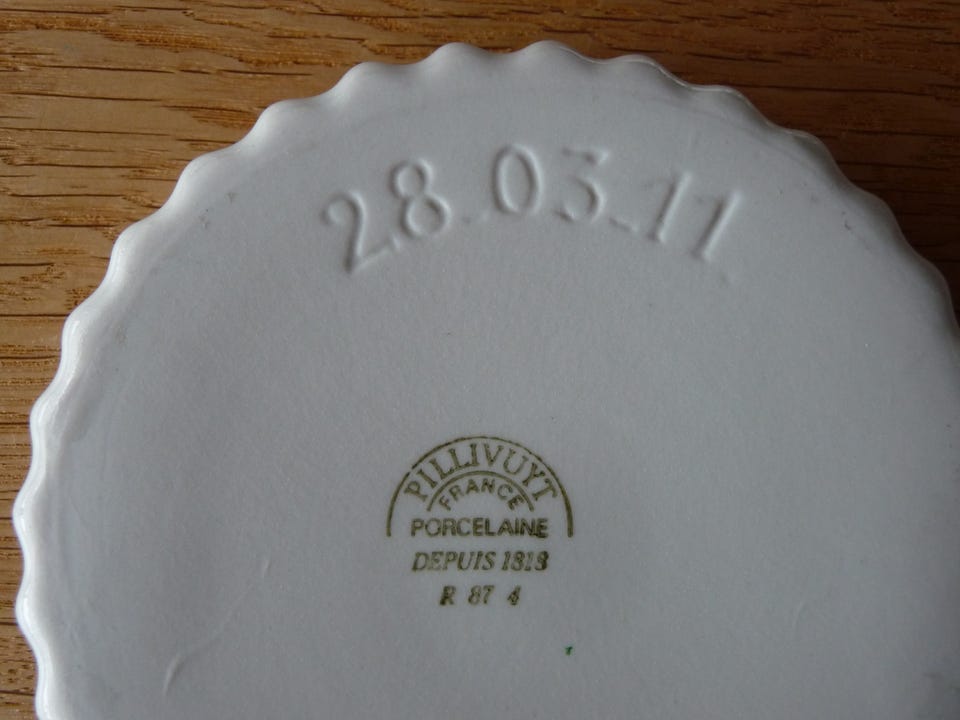 28.03.11
PILLIVUYT
FRANCE
PORCELAINE
DEPUIS 1818
R 87 4